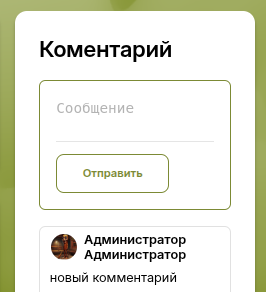 Коментарий
Сообщение
Отправить
Администратор
Администратор
новый комментарий